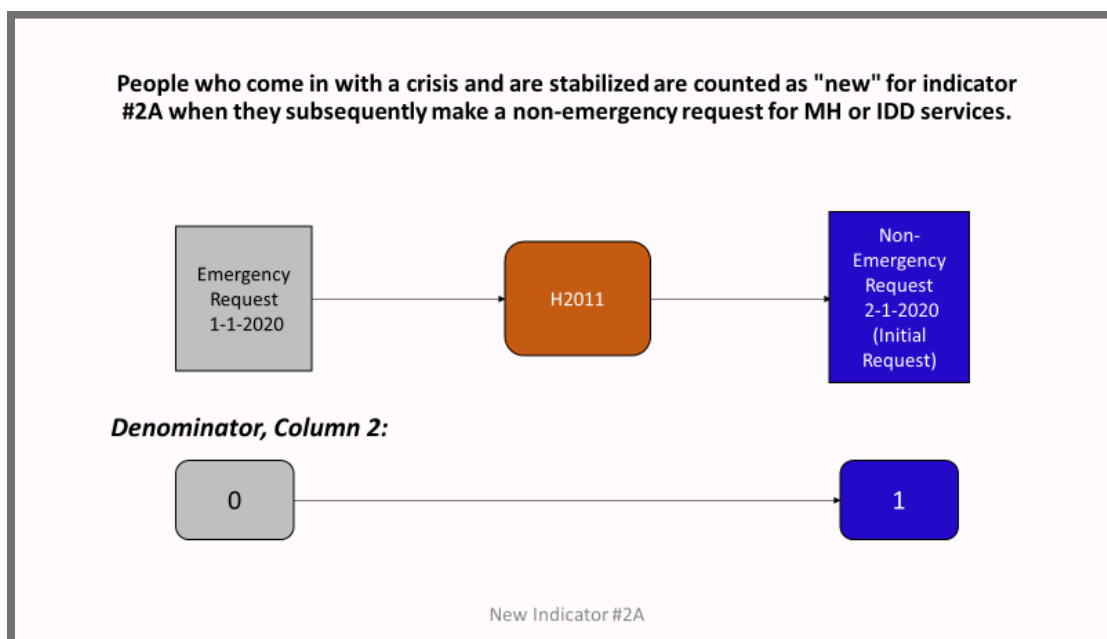 People who come in with a crisis and are stabilized are counted as "new" for indicator
#2A when they subsequently make a non-emergency request for MH or IDD services.
Emergency
Request
1-1-2020
H2011
Non-
Emergency
Request
2-1-2020
(Initial
Request)
Denominator, Column 2:
0
1
New Indicator #2A